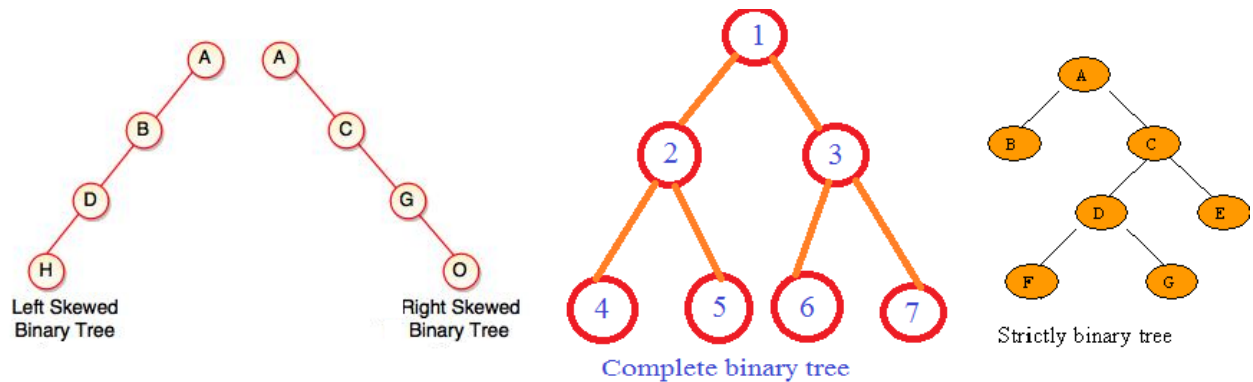 A
B
D
H
Left Skewed
Binary Tree
A
C
G
O
Right Skewed
Binary Tree
1
2
3
4
5
6
7
Complete binary tree
A
B
C
D
E
F
G
Strictly binary tree